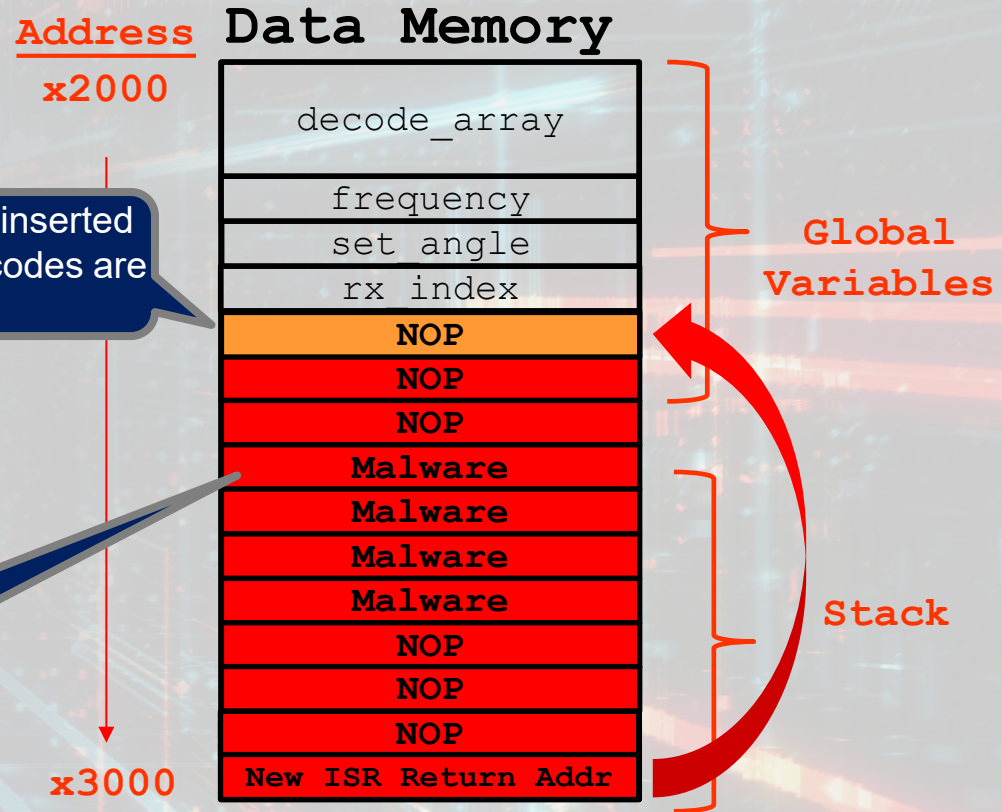 Data Memory
Address
x2000
decode_array
frequency
set_angle
rx_index
inserted
codes are
NOP
NOP
NOP
Malware
Malware
Malware
Malware
NOP
NOP
NOP
New ISR Return Addr
x3000
Global
Variables
Stack